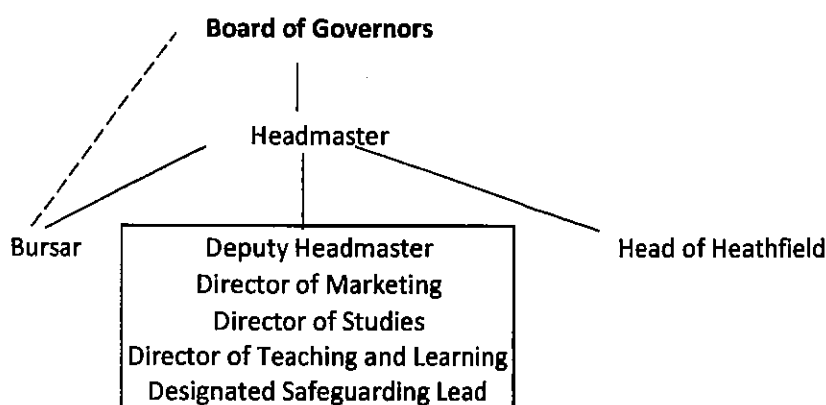 Board of Governors
Headmaster
Bursar
Deputy Headmaster
Head of Heathfield
Director of Marketing
Director of Studies
Director of Teaching and Learning
Designated Safeguarding Lead